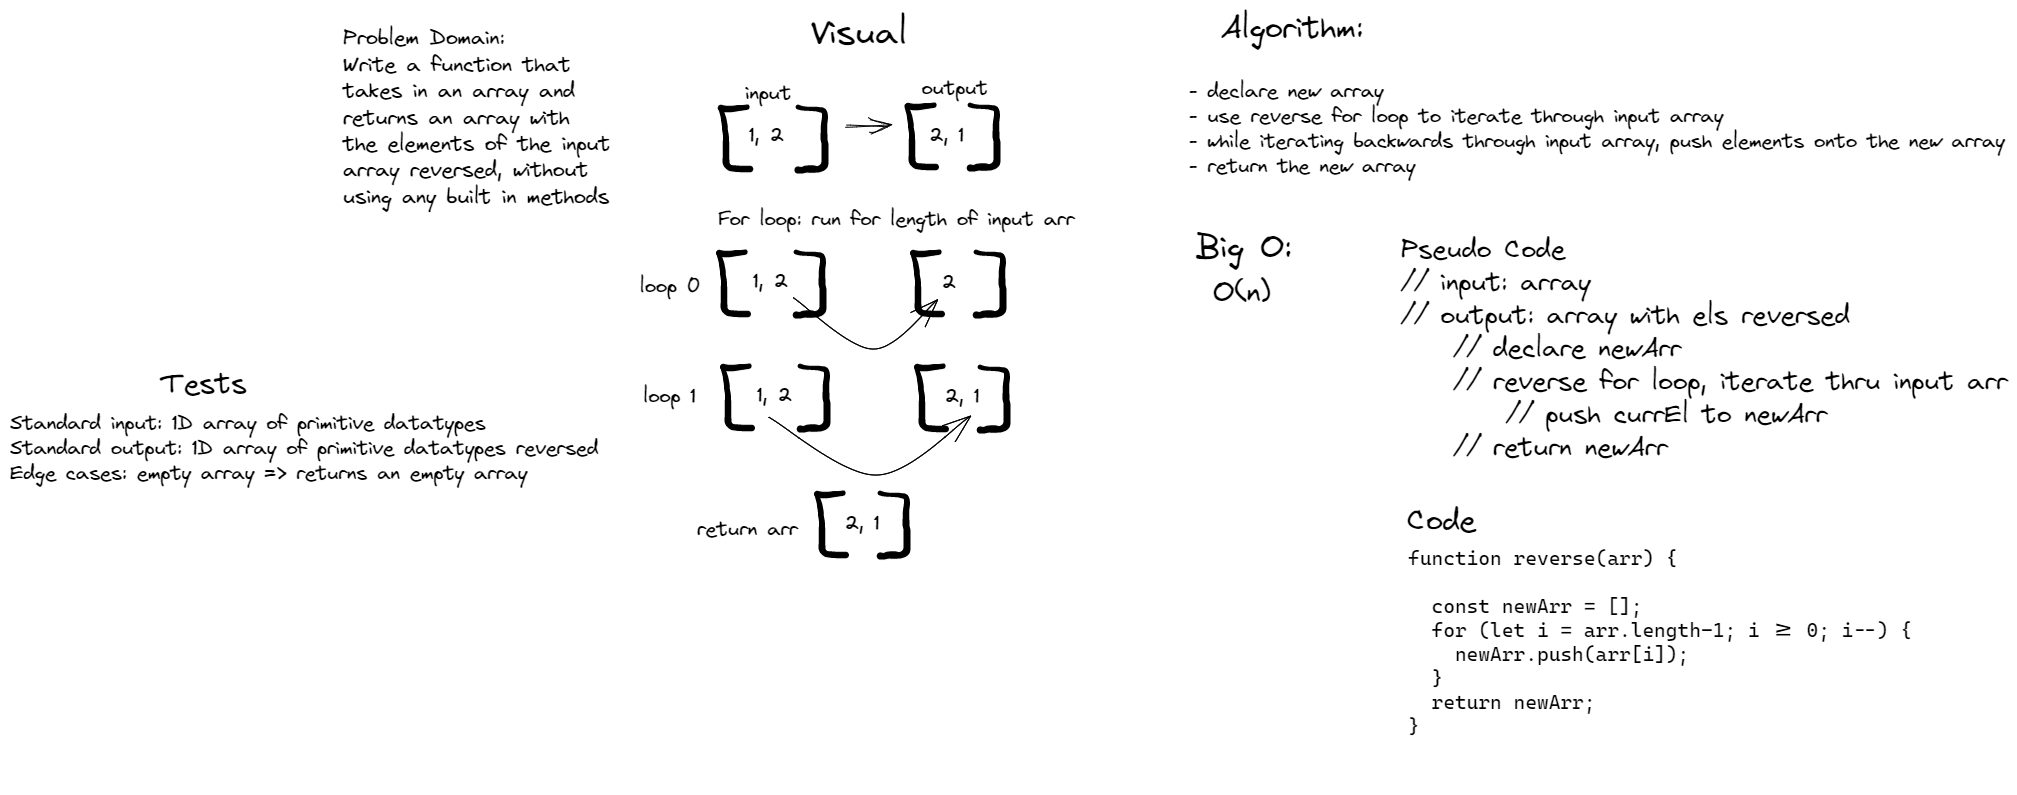 Problem Domain:
Write a function that
takes in an array and
returns an array with
the elements of the input
array reversed, without
using any built in methods
Tests
Standard input: 1D array of primitive datatypes
Standard output: 1D array of primitive datatypes reversed
Edge cases: empty array => returns an empty array
Visual
input
output
1, 2
2, 1
For loop: run for length of input arr
loop 0
1, 2
2
loop 1
1, 2
2, 1
return arr
2, 1
Algorithm:
- declare new array
- use reverse for loop to iterate through input array
- while iterating backwards through input array, push elements onto the new array
- return the new array
Big O:
O(n)
Pseudo Code
// input: array
// output: array with els reversed
// declare newArr
// reverse for loop, iterate thru input arr
// push currEl to newArr
// return newArr
Code
function reverse(arr) {
const newArr = [];
for (let i = arr.length-1; i ≥ 0; i--) {
newArr.push(arr[i]);
}
return newArr;
}